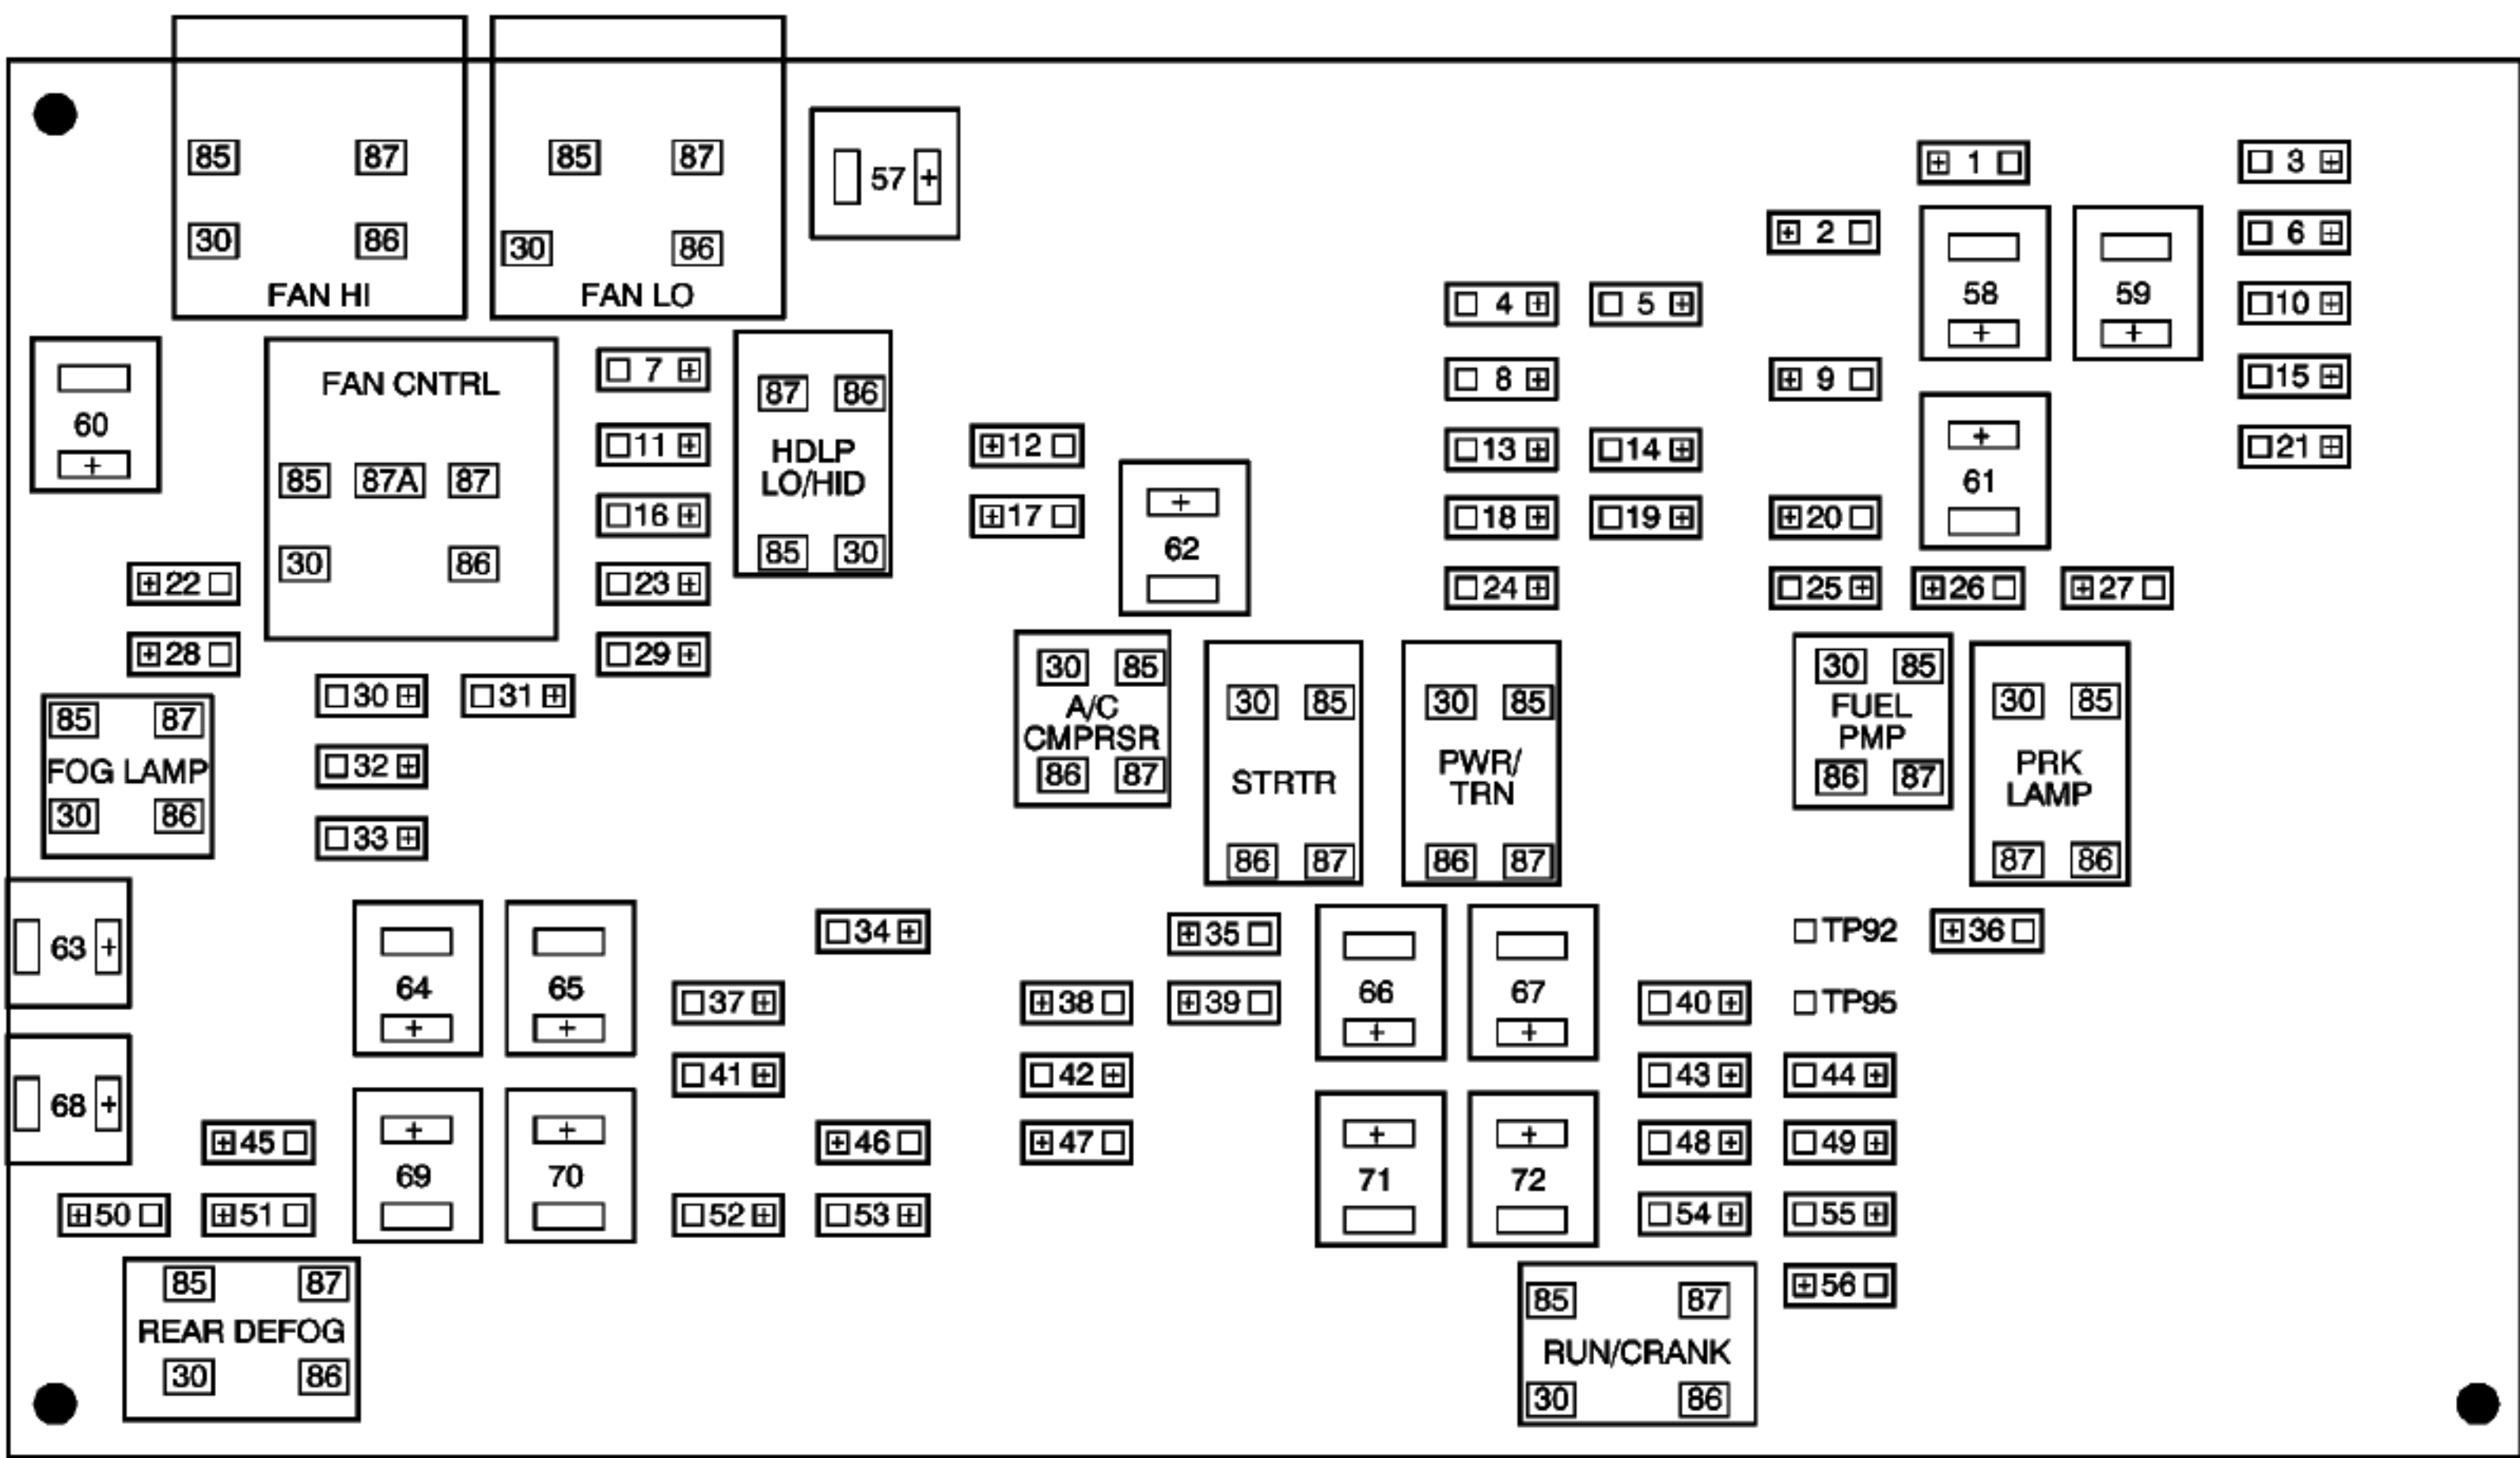 85 87 85 87
57 +
+ 1
3 +
30 86 30 86
FAN HI FAN LO
+ 2
58 + 59 +
6 +
4 + 5 +
10 +
60 +
FAN CNTRL
85 87A 87
30 86
7 +
11 +
16 +
23 +
29 +
87 86
HDLP
LO/HID
85 30
+ 12
+ 17
+
62
8 +
+ 9
15 +
13 + 14 +
+
61
21 +
18 + 19 +
+ 20
24 +
25 + + 26 + 27
+ 22
+ 28
30 + 31 +
32 +
33 +
85 87
FOG LAMP
30 86
30 85
A/C
CMPRSR
86 87
30 85
STRTR
86 87
30 85
PWR/
TRN
86 87
30 85
FUEL
PMP
86 87
30 85
PRK
LAMP
87 86
63 +
64 + 65 +
34 +
+ 35
66 + 67 +
TP92 + 36
37 +
+ 38 + 39
40 + TP95
68 +
41 +
42 +
43 + 44 +
+ 45
+
69
+
70
+ 46
+ 47
+
71
+
72
48 + 49 +
+ 50 + 51
52 + 53 +
54 + 55 +
+ 56
85 87
REAR DEFOG
30 86
85 87
RUN/CRANK
30 86